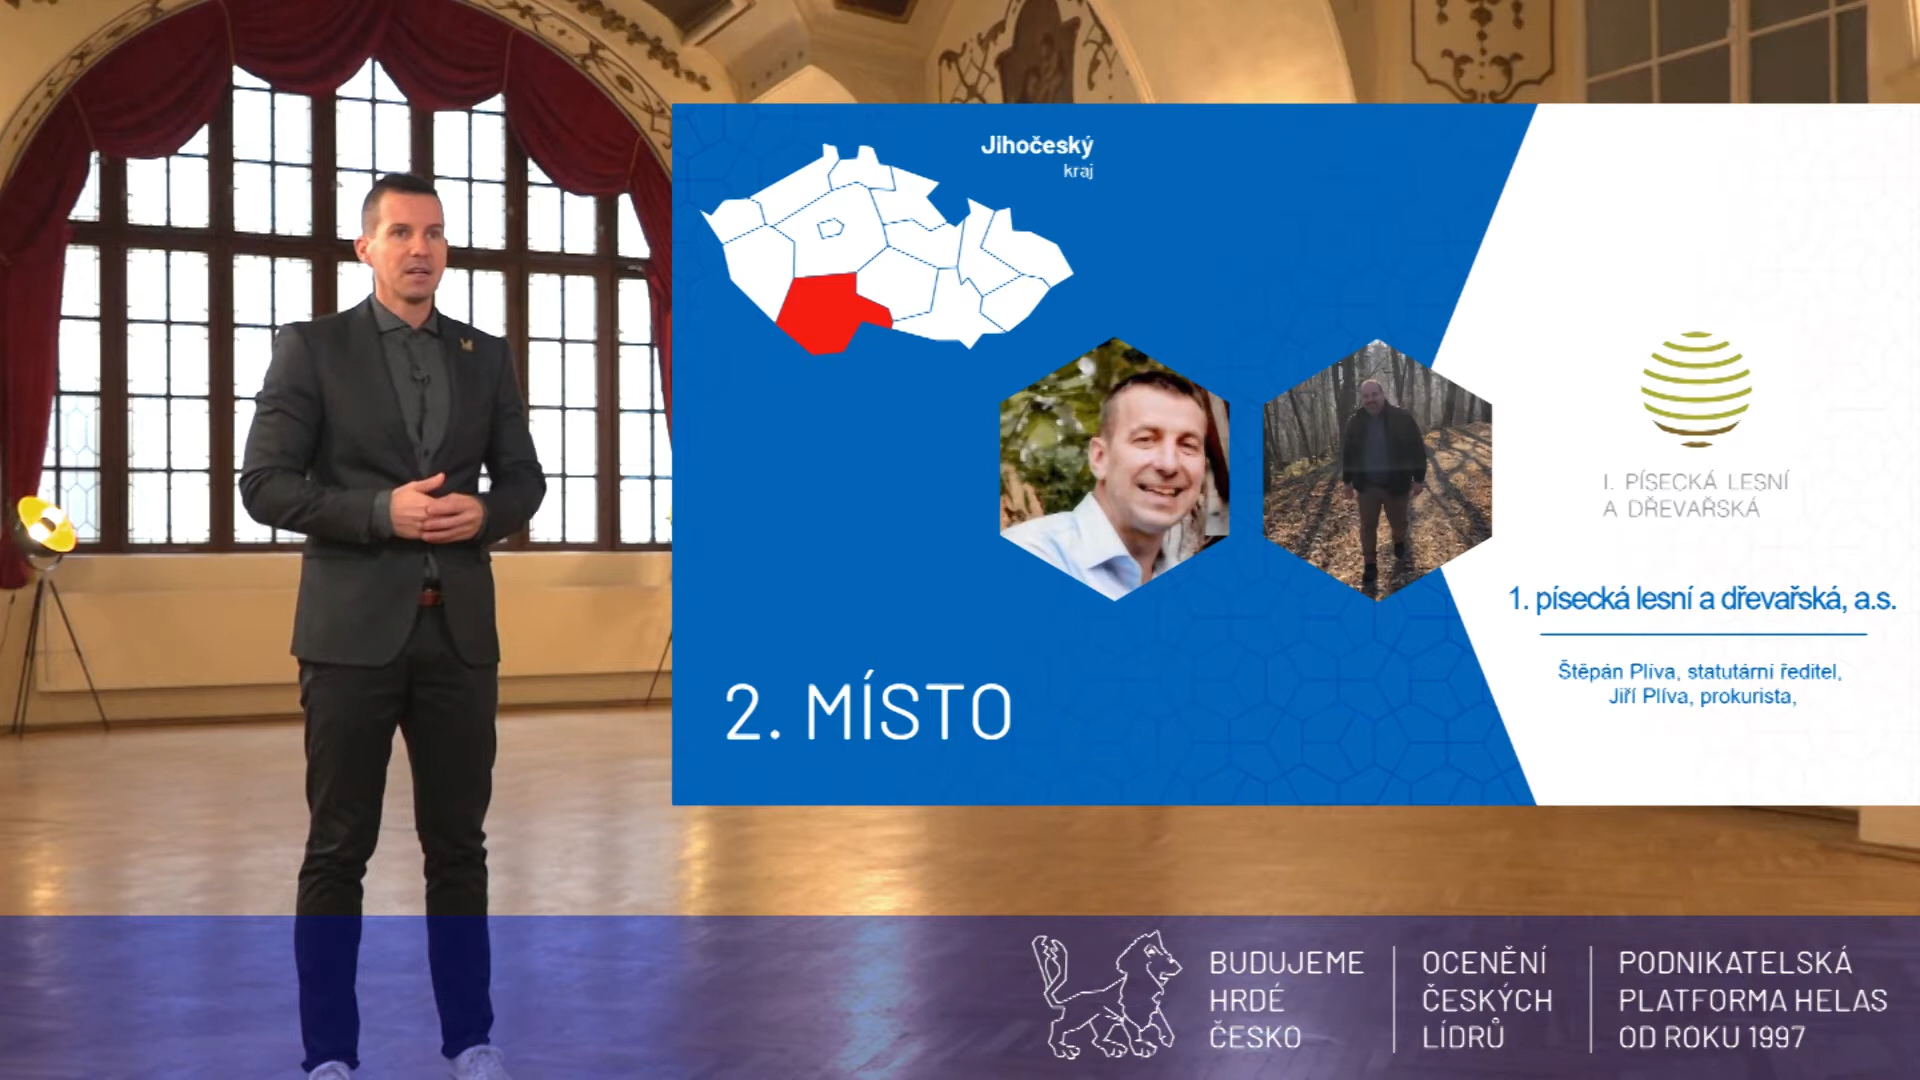 Jihočeský
kraj
I. PÍSECKÁ LESNÍ
A DŘEVAŘSKÁ
1. písecká lesní a dřevařská, a.s.
Štěpán Plíva, statutární ředitel,
Jiří Plíva, prokurista,
2. MÍSTO
BUDUJEME
HRDÉ
ČESKO
OCENĚNÍ
ČESKÝCH
LÍDRŮ
PODNIKATELSKÁ
PLATFORMA HELAS
OD ROKU 1997